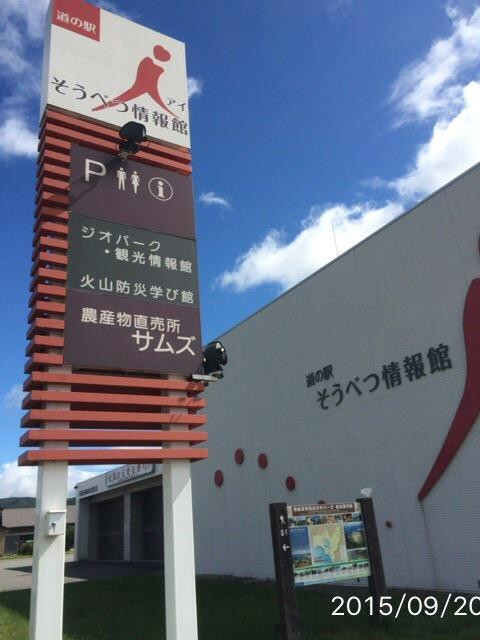 道の駅
そうべつ情報館
アイ
P i
ジオパーク
・観光情報館
火山防災学び館
農産物直売所
サムズ
道の駅
そうべつ情報館
2015/09/20